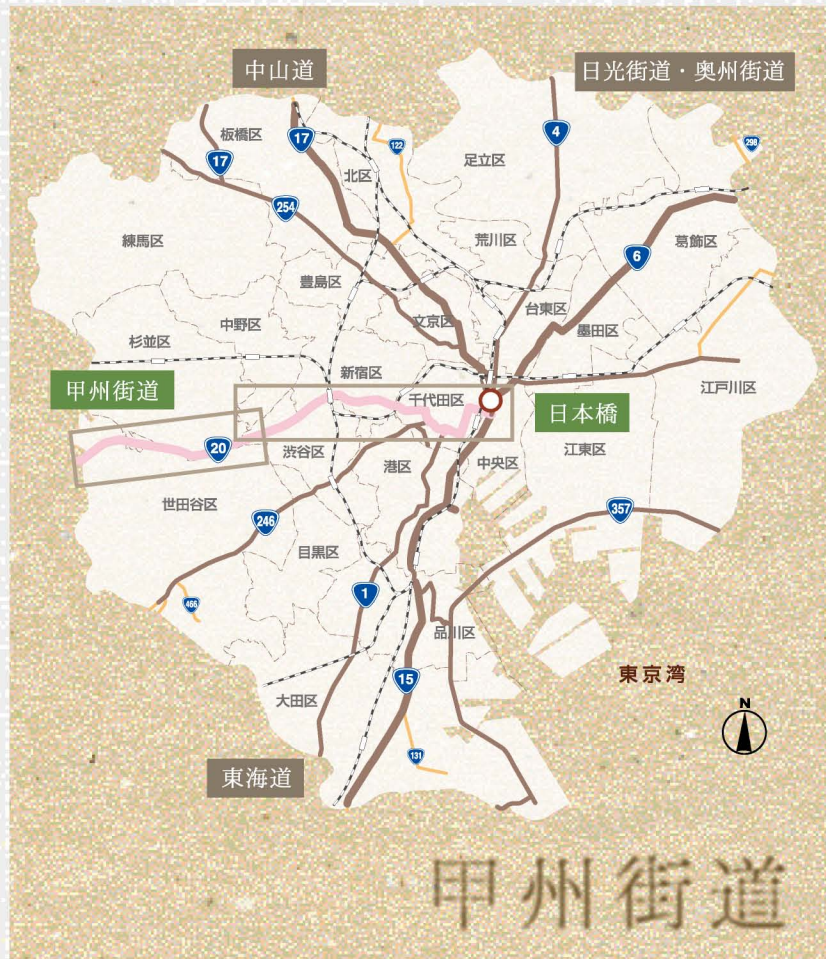 中山道
日光街道・奥州街道
板橋区
17
17
122
4
298
足立区
北区
254
練馬区
荒川区
6
葛飾区
豊島区
台東区
中野区
文京区
墨田区
杉並区
新宿区
甲州街道
千代田区
日本橋
江戸川区
20
渋谷区
港区
中央区
江東区
世田谷区
246
357
目黒区
466
1
品川区
15
東京湾
大田区
N
131
東海道
甲州街道